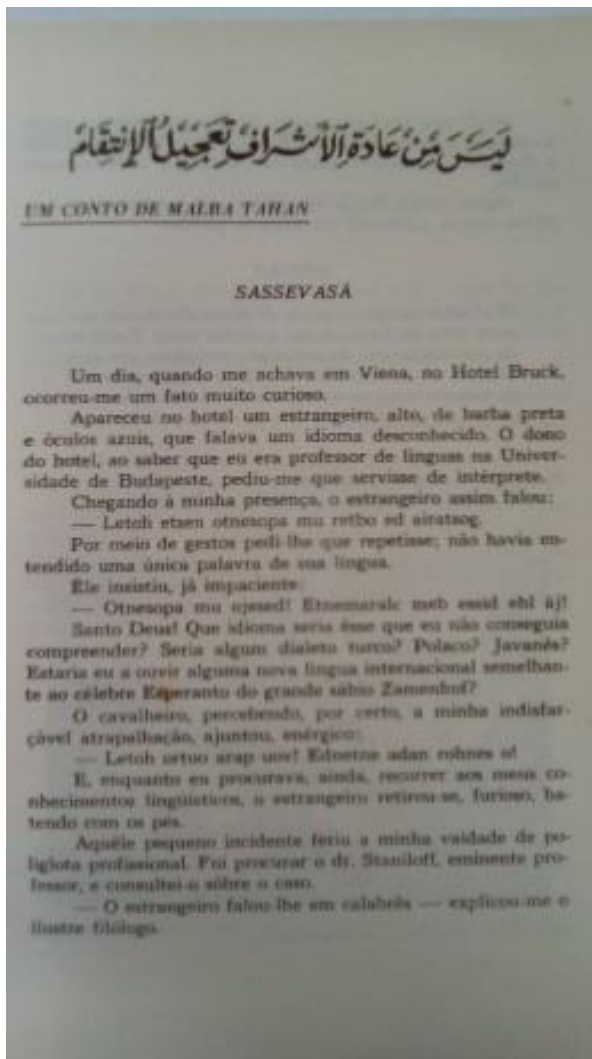 لَيْسَ مِنْ عَادَةِ الْأَشْرَافِ تَعْجِيلُ الْإِنْتِقَامِ
UM CONTO DE MALBA TAHAN
SASSEVASÀ
Um dia, quando me achava em Viena, no Hotel Bruck,
ocorreu-me um fato muito curioso.
Apareceu no hotel um estrangeiro, alto, de barba preta
e óculos azuis, que falava um idioma desconhecido. O dono
do hotel, ao saber que eu era professor de línguas na Univer-
sidade de Budapeste, pediu-me que servisse de intérprete.
Chegando à minha presença, o estrangeiro assim falou:
— Letoh etsen otnesopa mu retbo ed airatsog.
Por meio de gestos pedi-lhe que repetisse; não havia en-
tendido uma única palavra de sua língua.
Êle insistiu, já impaciente:
— Otnesopa mu ojesed! Etnemaralc meb essid ehl áj!
Santo Deus! Que idioma seria êsse que eu não conseguia
compreender? Seria algum dialeto turco? Polaco? Javanês?
Estaria eu a ouvir alguma nova língua internacional semelhan-
te ao célebre Esperanto do grande sábio Zamenhof?
O cavalheiro, percebendo, por certo, a minha indisfar-
çável atrapalhação, ajuntou, enérgico:
— Letoh ortuo arap uov! Ednetne adan rohnes o!
E, enquanto eu procurava, ainda, recorrer aos meus co-
nhecimentos lingüísticos, o estrangeiro retirou-se, furioso, ba-
tendo com os pés.
Aquêle pequeno incidente feriu a minha vaidade de po-
liglota profissional. Fui procurar o dr. Staniloff, eminente pro-
fessor, e consultei-o sôbre o caso.
— O estrangeiro falou-lhe em calabrês — explicou-me o
ilustre filólogo.